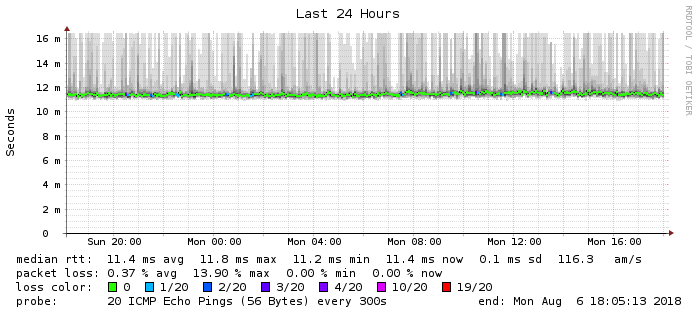 Last 24 Hours
RRDTOOL / TOBI OETIKER
Seconds
16 m
14 m
12 m
10 m
8 m
6 m
4 m
2 m
0
Sun 20:00 Mon 00:00 Mon 04:00 Mon 08:00 Mon 12:00 Mon 16:00
median rtt: 11.4 ms avg 11.8 ms max 11.2 ms min 11.4 ms now 0.1 ms sd 116.3 am/s
packet loss: 0.37 % avg 13.90 % max 0.00 % min 0.00 % now
loss color: 0 1/20 2/20 3/20 4/20 10/20 19/20
probe: 20 ICMP Echo Pings (56 Bytes) every 300s end: Mon Aug 6 18:05:13 2018